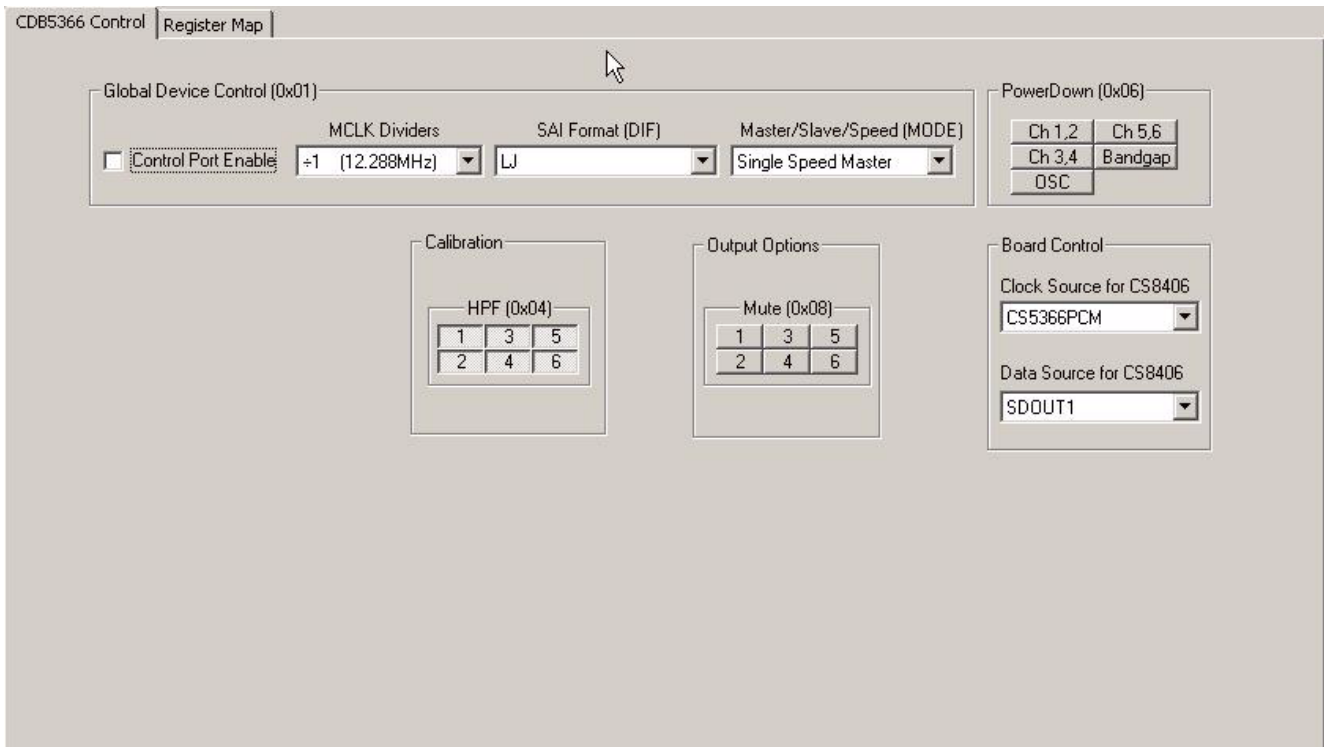 CDB5366 Control Register Map
Global Device Control (0x01)
MCLK Dividers SAI Format (DIF) Master/Slave/Speed (MODE)
Control Port Enable ÷1 (12.288MHz) LJ Single Speed Master
PowerDown (0x06)
Ch 1,2 Ch 5,6
Ch 3,4 Bandgap
OSC
Calibration
HPF (0x04)
1 3 5
2 4 6
Output Options
Mute (0x08)
1 3 5
2 4 6
Board Control
Clock Source for CS8406
CS5366PCM
Data Source for CS8406
SDOUT1